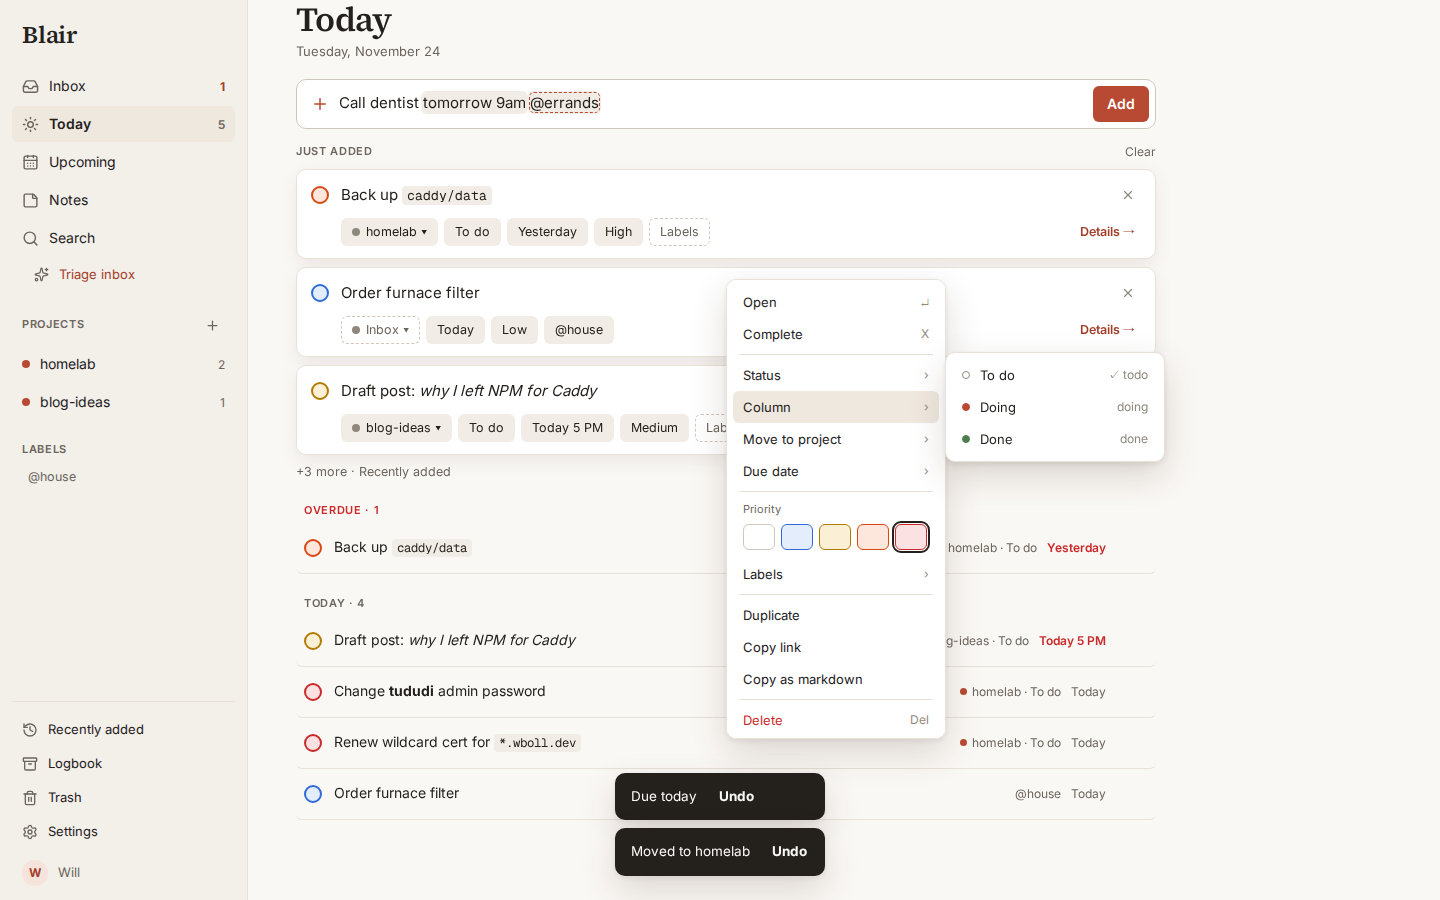 Blair
Inbox 1
Today 5
Upcoming
Notes
Search
Triage inbox
PROJECTS +
homelab 2
blog-ideas 1
LABELS
@house
Recently added
Logbook
Trash
Settings
W Will
Today
Tuesday, November 24
+ Call dentist tomorrow 9am @errands Add
JUST ADDED Clear
Back up caddy/data ×
homelab ▾ To do Yesterday High Labels Details →
Order furnace filter ×
Inbox ▾ Today Low @house Details →
Draft post: why I left NPM for Caddy
blog-ideas ▾ To do Today 5 PM Medium Lab
+3 more · Recently added
OVERDUE · 1
Back up caddy/data homelab · To do Yesterday
TODAY · 4
Draft post: why I left NPM for Caddy g-ideas · To do Today 5 PM
Change tududi admin password homelab · To do Today
Renew wildcard cert for *.wboll.dev homelab · To do Today
Order furnace filter @house Today
Open ↵
Complete X
Status ›
Column ›
Move to project ›
Due date ›
Priority
Labels ›
Duplicate
Copy link
Copy as markdown
Delete Del
To do ✓ todo
Doing doing
Done done
Due today Undo
Moved to homelab Undo